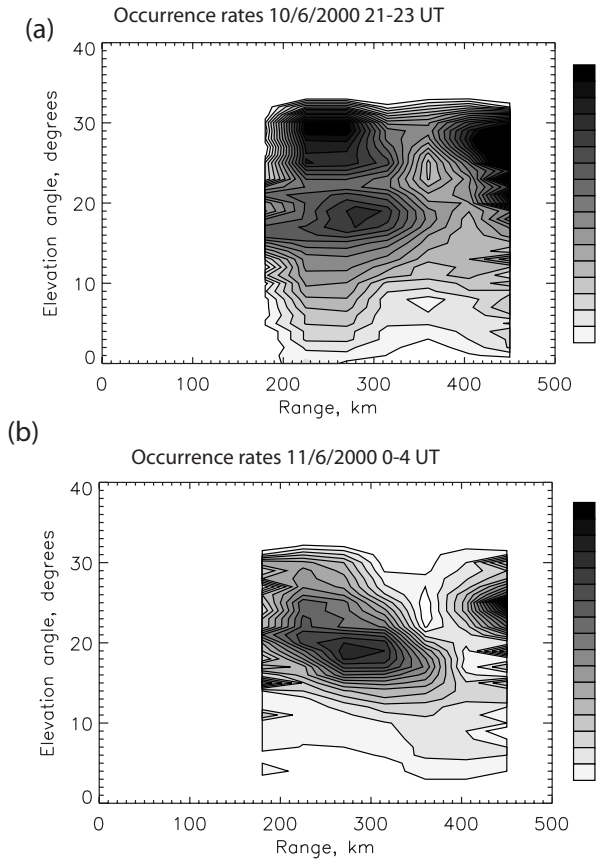 (a)
Occurrence rates 10/6/2000 21-23 UT
40
30
20
10
0
Elevation angle, degrees
0 100 200 300 400 500
Range, km
(b)
Occurrence rates 11/6/2000 0-4 UT
40
30
20
10
0
Elevation angle, degrees
0 100 200 300 400 500
Range, km